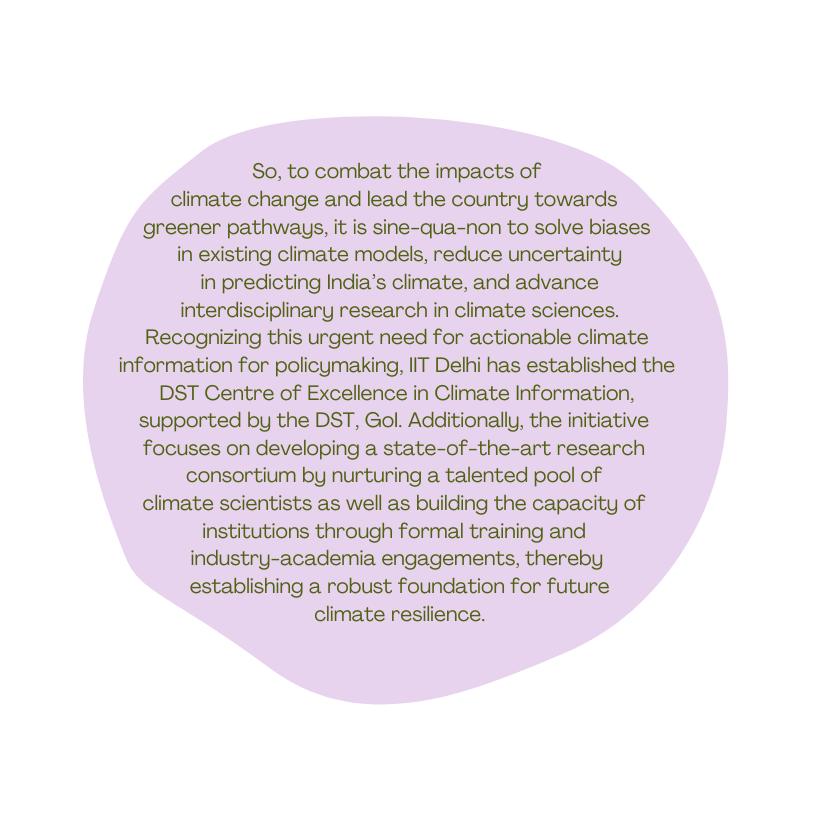 So, to combat the impacts of
climate change and lead the country towards
greener pathways, it is sine-qua-non to solve biases
in existing climate models, reduce uncertainty
in predicting India's climate, and advance
interdisciplinary research in climate sciences.
Recognizing this urgent need for actionable climate
information for policymaking, IIT Delhi has established the
DST Centre of Excellence in Climate Information,
supported by the DST, GoI. Additionally, the initiative
focuses on developing a state-of-the-art research
consortium by nurturing a talented pool of
climate scientists as well as building the capacity of
institutions through formal training and
industry-academia engagements, thereby
establishing a robust foundation for future
climate resilience.